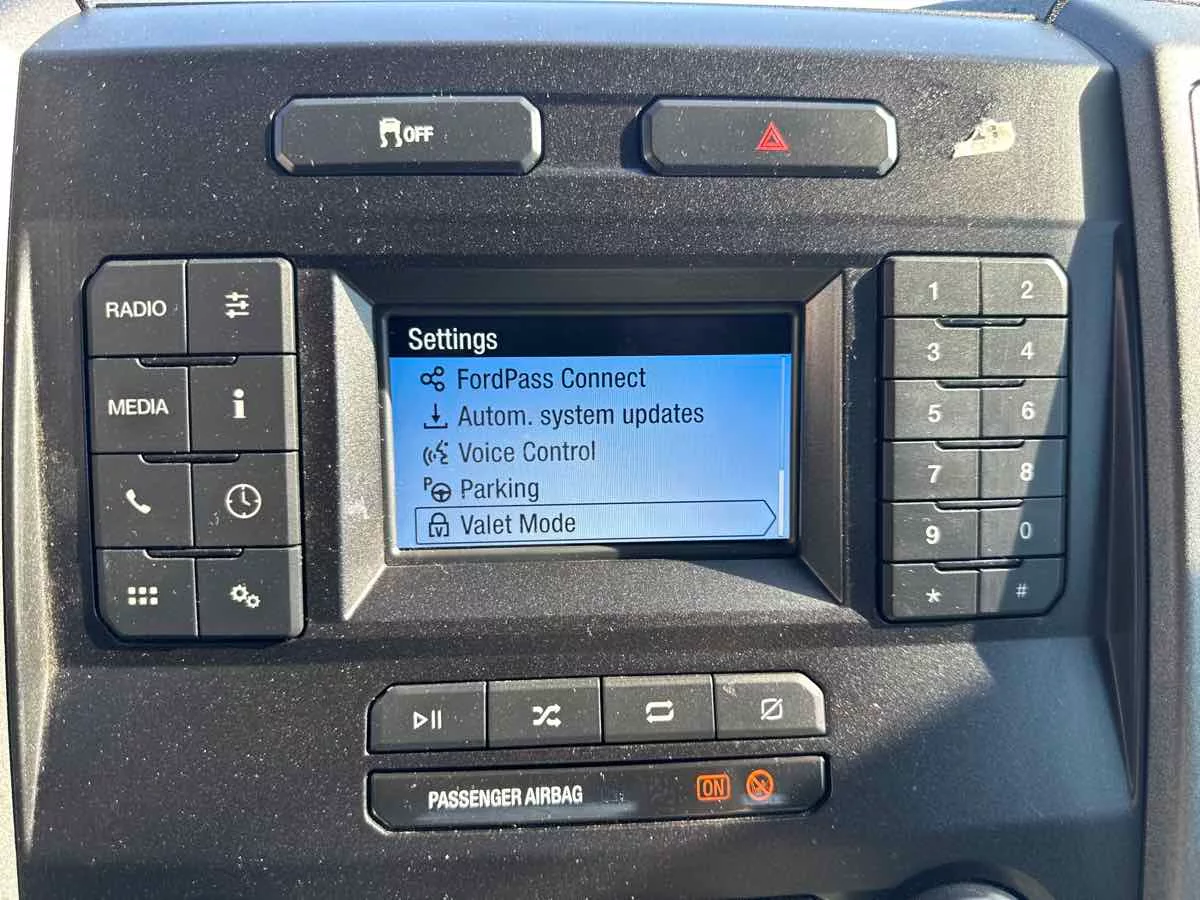 OFF
RADIO
MEDIA
i
Settings
FordPass Connect
Autom. system updates
Voice Control
P Parking
V Valet Mode
1 2
3 4
5 6
7 8
9 0
* #
PASSENGER AIRBAG ON